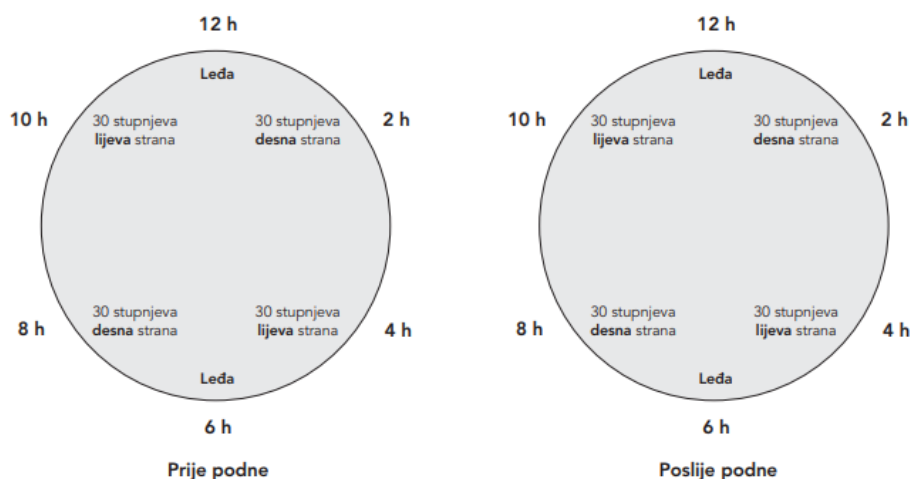 12 h
Leđa
10 h
30 stupnjeva
lijeva strana
30 stupnjeva
desna strana
2 h
8 h
30 stupnjeva
desna strana
30 stupnjeva
lijeva strana
4 h
Leđa
6 h
Prije podne
12 h
Leđa
10 h
30 stupnjeva
lijeva strana
30 stupnjeva
desna strana
2 h
8 h
30 stupnjeva
desna strana
30 stupnjeva
lijeva strana
4 h
Leđa
6 h
Poslije podne